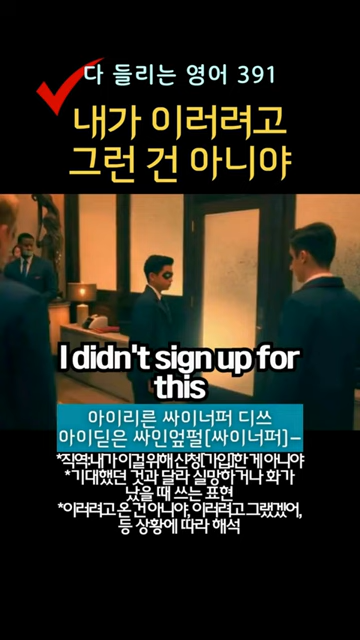 다 들리는 영어 391
내가 이러려고
그런 건 아니야
I didn't sign up for
this
아이리른 싸이너퍼 디쓰
아이딛은 싸인엎펄[싸이너퍼]-
*직역:내가 이걸 위해 신청[가입]한 게 아니야
*기대했던 것과 달라 실망하거나 화가
났을 때 쓰는 표현
*이러려고 온 건 아니야, 이러려고 그랬겠어,
등 상황에 따라 해석